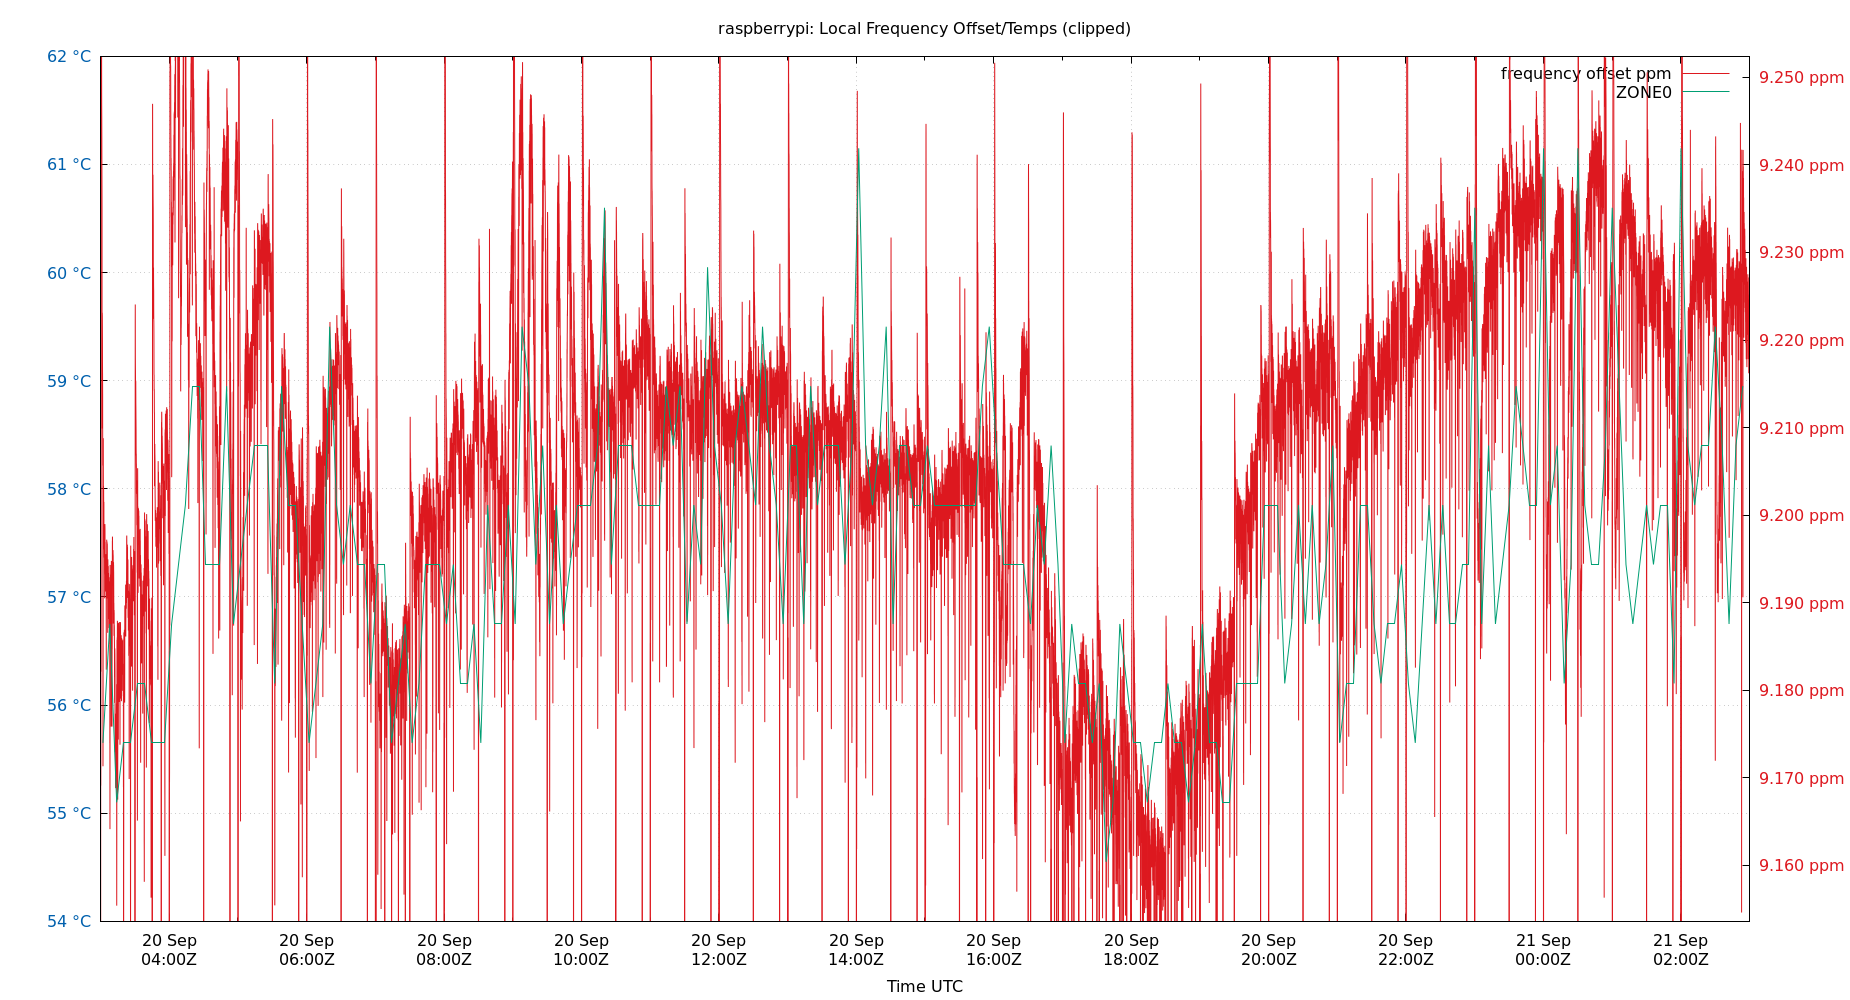 raspberrypi: Local Frequency Offset/Temps (clipped)
frequency offset ppm
ZONE0
62 °C
61 °C
60 °C
59 °C
58 °C
57 °C
56 °C
55 °C
54 °C
9.250 ppm
9.240 ppm
9.230 ppm
9.220 ppm
9.210 ppm
9.200 ppm
9.190 ppm
9.180 ppm
9.170 ppm
9.160 ppm
20 Sep
04:00Z
20 Sep
06:00Z
20 Sep
08:00Z
20 Sep
10:00Z
20 Sep
12:00Z
20 Sep
14:00Z
20 Sep
16:00Z
20 Sep
18:00Z
20 Sep
20:00Z
20 Sep
22:00Z
21 Sep
00:00Z
21 Sep
02:00Z
Time UTC